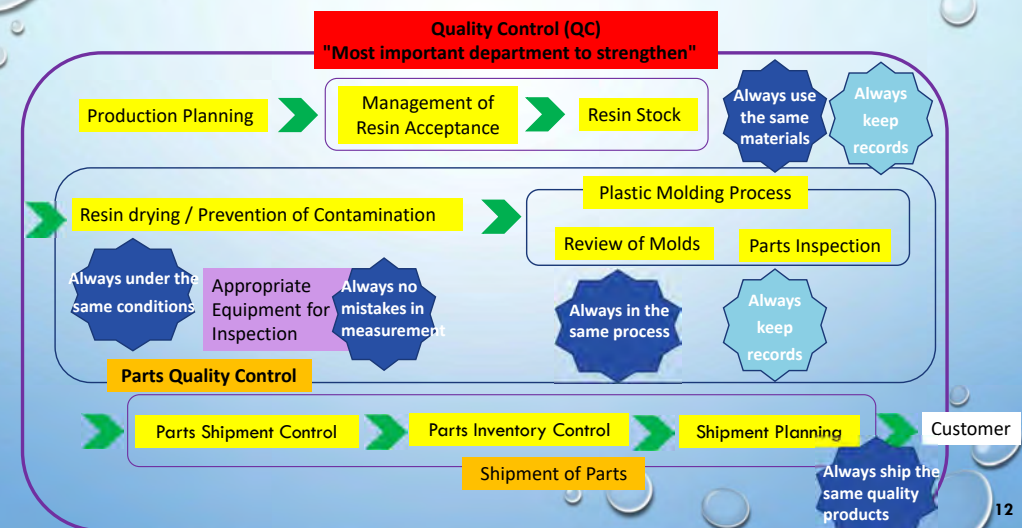 Quality Control (QC)
"Most important department to strengthen"
Production Planning
Management of
Resin Acceptance
Resin Stock
Always use
the same
materials
Always
keep
records
Resin drying / Prevention of Contamination
Plastic Molding Process
Review of Molds
Parts Inspection
Always under the
same conditions
Appropriate
Equipment for
Inspection
Always no
mistakes in
measurement
Always in the
same process
Always
keep
records
Parts Quality Control
Parts Shipment Control
Parts Inventory Control
Shipment Planning
Customer
Shipment of Parts
Always ship the
same quality
products
12